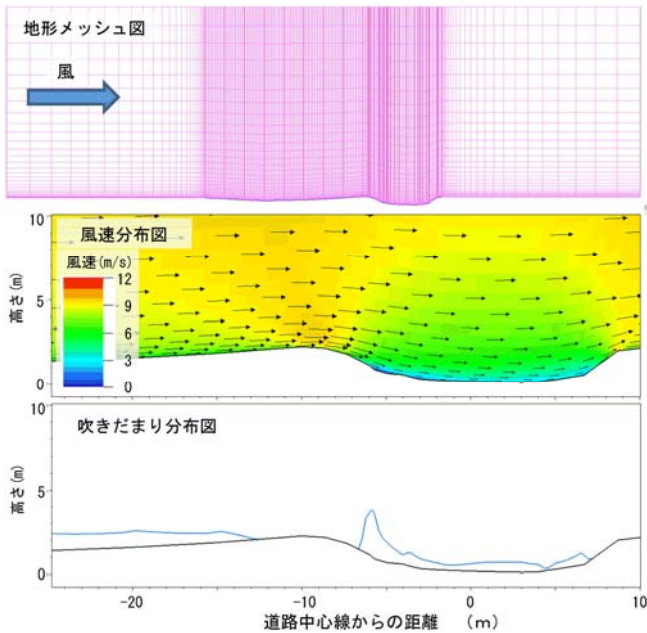 地形メッシュ図
風
風速分布図
風速(m/s)
12
9
6
3
0
高さ(m)
10
5
0
吹きだまり分布図
高さ(m)
10
5
0
-20
-10
0
10
道路中心線からの距離 （m）